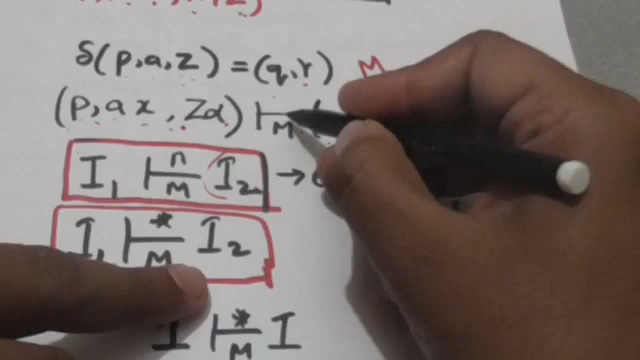 δ(p,a,z) = (q,γ) M
(p,ax,Zα) ⊢M (
I₁ ⊢ⁿM I₂ →
I₁ ⊢*M I₂
I ⊢*M I